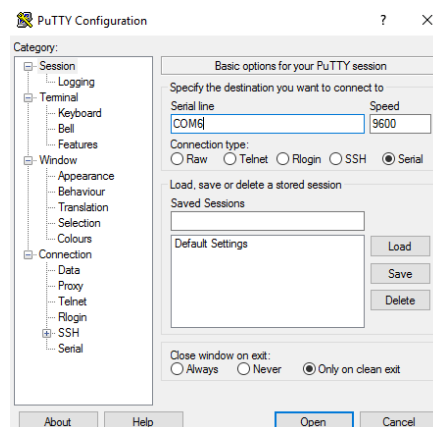 PuTTY Configuration
?
Category:
Session
Logging
Terminal
Keyboard
Bell
Features
Window
Appearance
Behaviour
Translation
Selection
Colours
Connection
Data
Proxy
Telnet
Rlogin
SSH
Serial
Basic options for your PuTTY session
Specify the destination you want to connect to
Serial line Speed
COM6 9600
Connection type:
Raw Telnet Rlogin SSH Serial
Load, save or delete a stored session
Saved Sessions
Default Settings
Load
Save
Delete
Close window on exit:
Always Never Only on clean exit
About Help Open Cancel